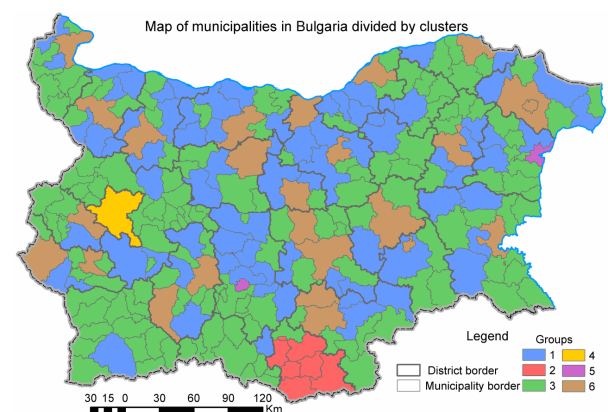 Map of municipalities in Bulgaria divided by clusters
Legend
Groups
District border
Municipality border
1 4
2 5
3 6
30 15 0 30 60 90 120
Km